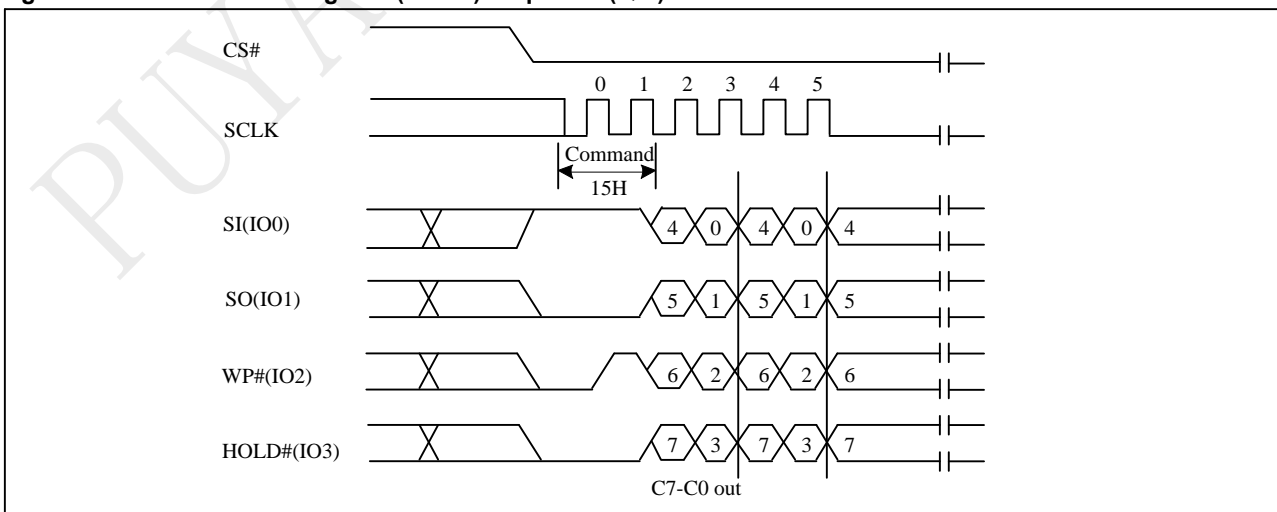 CS#
0 1 2 3 4 5
SCLK
Command
15H
SI(IO0)
4 0 4 0 4
SO(IO1)
5 1 5 1 5
WP#(IO2)
6 2 6 2 6
HOLD#(IO3)
7 3 7 3 7
C7-C0 out